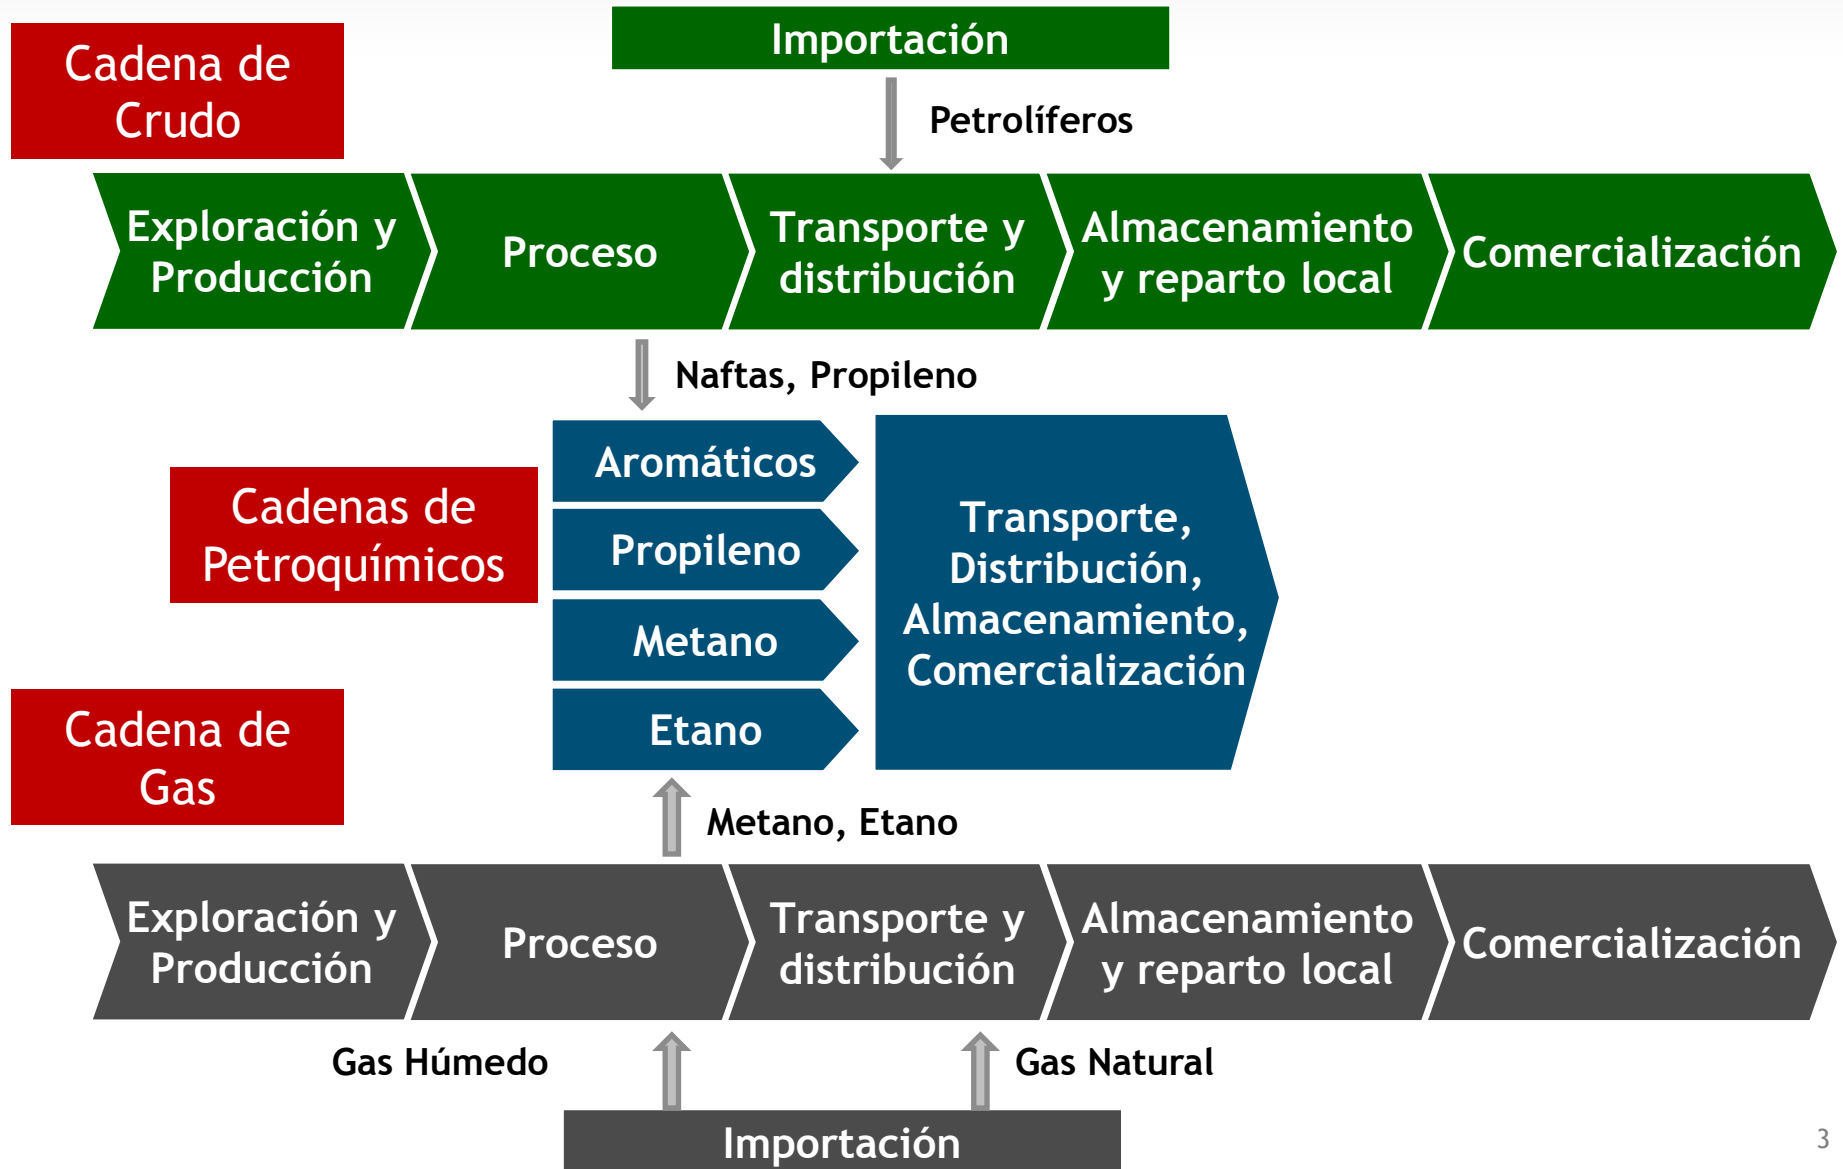 Importación
Cadena de
Crudo
Petrolíferos
Exploración y
Producción
Proceso
Transporte y
distribución
Almacenamiento
y reparto local
Comercialización
Naftas, Propileno
Cadenas de
Petroquímicos
Aromáticos
Propileno
Metano
Etano
Transporte,
Distribución,
Almacenamiento,
Comercialización
Cadena de
Gas
Metano, Etano
Exploración y
Producción
Proceso
Transporte y
distribución
Almacenamiento
y reparto local
Comercialización
Gas Húmedo
Gas Natural
Importación
3